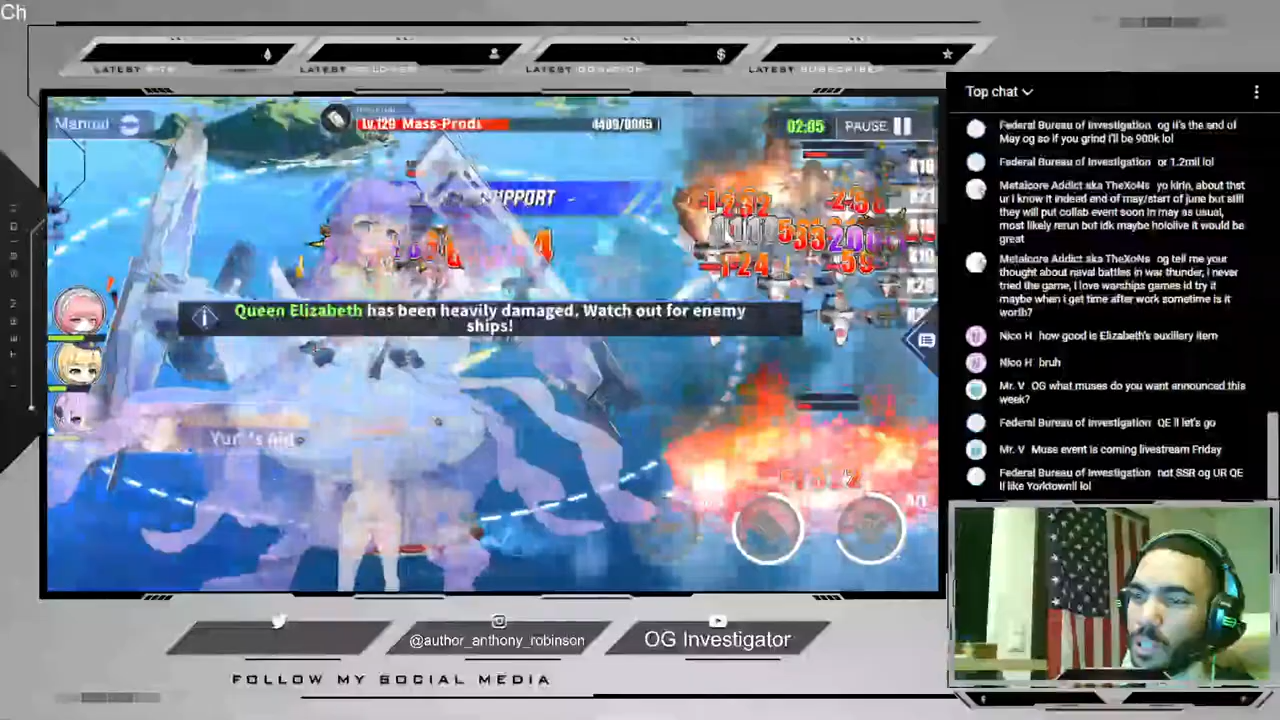 Ch
LATEST
LATEST
LATEST DONATION
LATEST SUBSCRIBER
Manual
Lv.120 Mass-Produ
02:05
PAUSE
SUPPORT
Queen Elizabeth has been heavily damaged. Watch out for enemy
ships!
Top chat
Federal Bureau of Investigation og it's the end of
May og so if you grind I'll be 900k lol
Federal Bureau of Investigation or 1.2mil lol
Metalcore Addict aka TheXoNs yo kirin, about that
ur I know it indeed end of may/start of june but still
they will put collab event soon in may as usual,
most likely rerun but idk maybe hololive it would be
great
Metalcore Addict aka TheXoNs og tell me your
thought about naval battles in war thunder, i never
tried the game, i love warships games id try it
maybe when i get time after work sometime is it
worth?
Nico H how good is Elizabeth's auxiliary item
Nico H bruh
Mr. V OG what muses do you want announced this
week?
Federal Bureau of Investigation QE II let's go
Mr. V Muse event is coming livestream Friday
Federal Bureau of Investigation not SSR og UR QE
II like Yorktown II lol
@author_anthony_robinson
OG Investigator
FOLLOW MY SOCIAL MEDIA